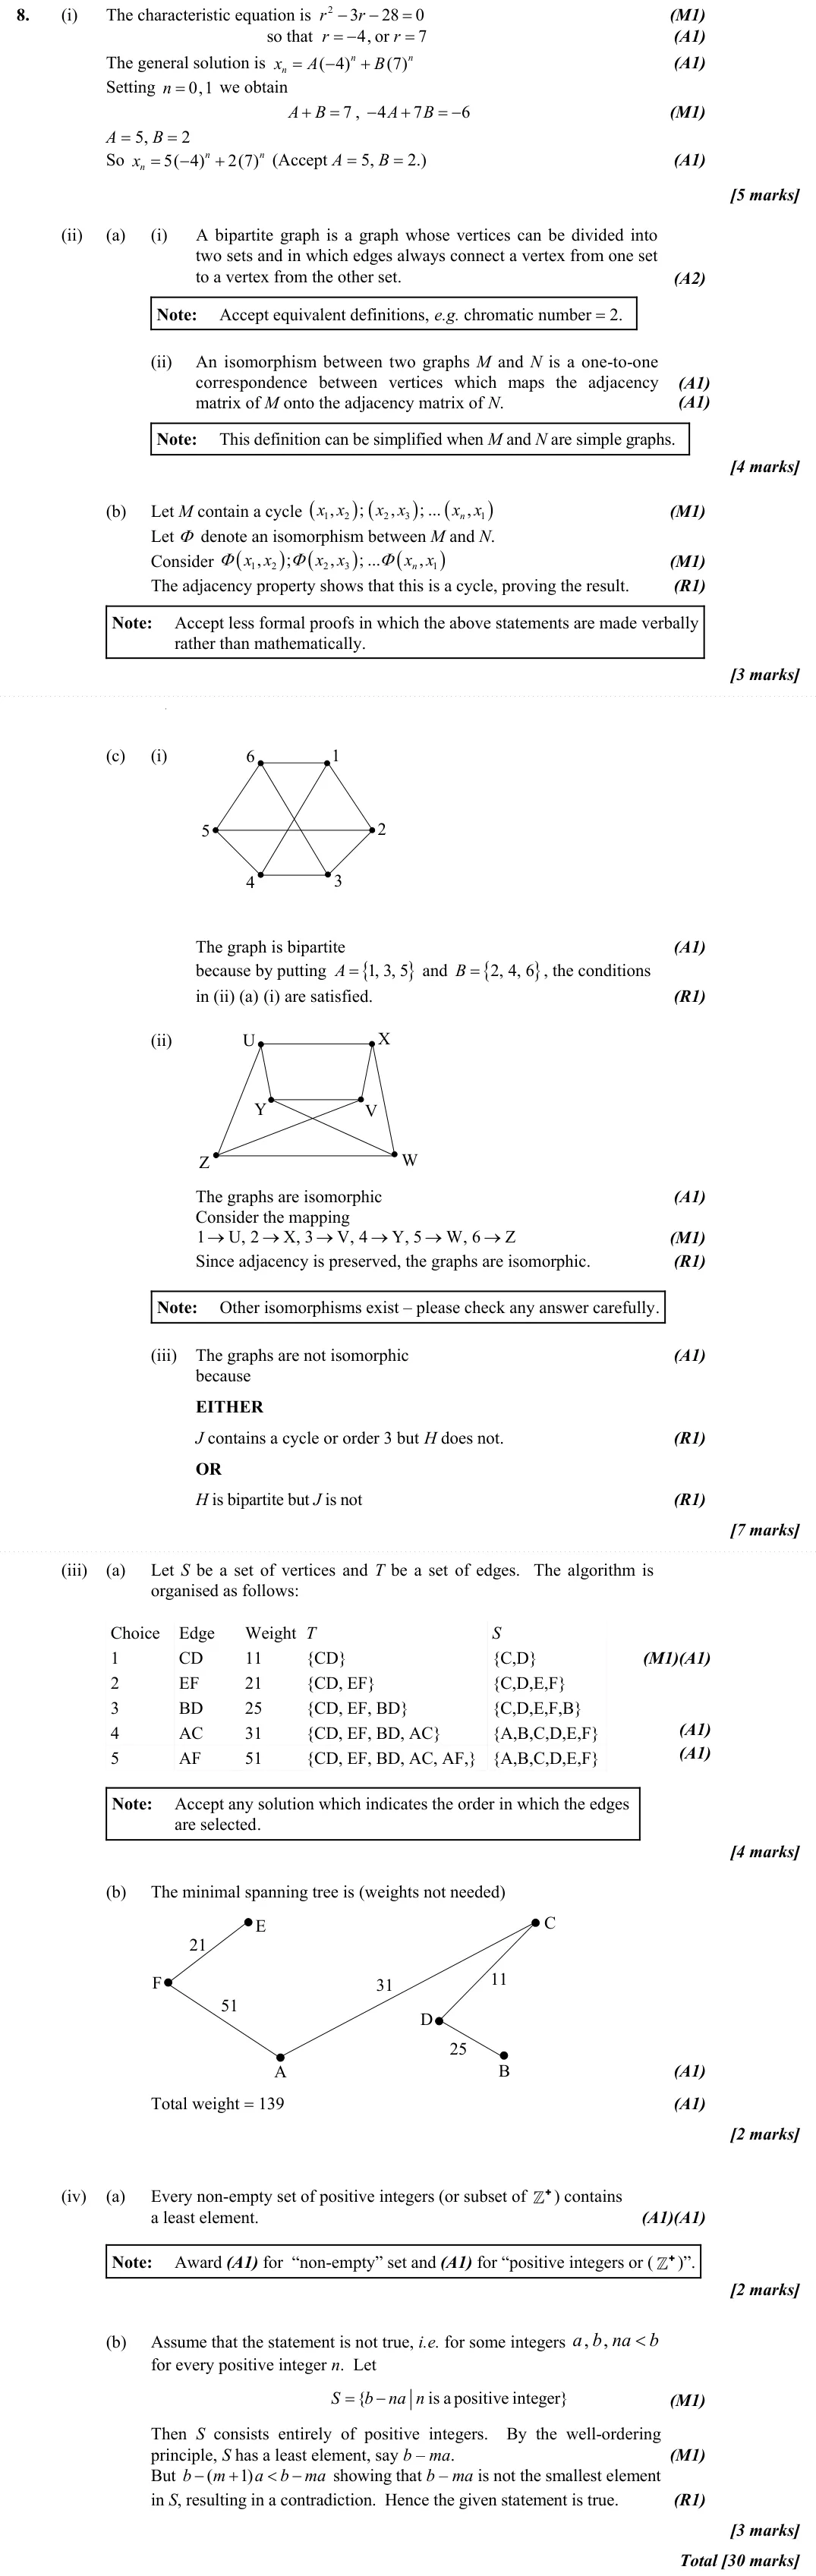 8. (i) The characteristic equation is r² − 3r − 28 = 0 (M1)
so that r = −4, or r = 7 (A1)
The general solution is xₙ = A(−4)ⁿ + B(7)ⁿ (A1)
Setting n = 0,1 we obtain
A + B = 7 , −4A + 7B = −6 (M1)
A = 5, B = 2
So xₙ = 5(−4)ⁿ + 2(7)ⁿ (Accept A = 5, B = 2.) (A1)
[5 marks]
(ii) (a) (i) A bipartite graph is a graph whose vertices can be divided into
two sets and in which edges always connect a vertex from one set
to a vertex from the other set. (A2)
Note: Accept equivalent definitions, e.g. chromatic number = 2.
(ii) An isomorphism between two graphs M and N is a one-to-one
correspondence between vertices which maps the adjacency (A1)
matrix of M onto the adjacency matrix of N. (A1)
Note: This definition can be simplified when M and N are simple graphs.
[4 marks]
(b) Let M contain a cycle (x₁, x₂); (x₂, x₃); ... (xₙ, x₁) (M1)
Let Φ denote an isomorphism between M and N.
Consider Φ(x₁, x₂); Φ(x₂, x₃); ...Φ(xₙ, x₁) (M1)
The adjacency property shows that this is a cycle, proving the result. (R1)
Note: Accept less formal proofs in which the above statements are made verbally
rather than mathematically.
[3 marks]
(c) (i)
6 1
5 2
4 3
The graph is bipartite (A1)
because by putting A = {1, 3, 5} and B = {2, 4, 6}, the conditions
in (ii) (a) (i) are satisfied. (R1)
(ii)
U X
Y V
Z W
The graphs are isomorphic (A1)
Consider the mapping
1 → U, 2 → X, 3 → V, 4 → Y, 5 → W, 6 → Z (M1)
Since adjacency is preserved, the graphs are isomorphic. (R1)
Note: Other isomorphisms exist – please check any answer carefully.
(iii) The graphs are not isomorphic (A1)
because
EITHER
J contains a cycle or order 3 but H does not. (R1)
OR
H is bipartite but J is not (R1)
[7 marks]
(iii) (a) Let S be a set of vertices and T be a set of edges. The algorithm is
organised as follows:
Choice Edge Weight T S
1 CD 11 {CD} {C,D} (M1)(A1)
2 EF 21 {CD, EF} {C,D,E,F}
3 BD 25 {CD, EF, BD} {C,D,E,F,B}
4 AC 31 {CD, EF, BD, AC} {A,B,C,D,E,F} (A1)
5 AF 51 {CD, EF, BD, AC, AF,} {A,B,C,D,E,F} (A1)
Note: Accept any solution which indicates the order in which the edges
are selected.
[4 marks]
(b) The minimal spanning tree is (weights not needed)
E C
21
F 31 11
51
D
25
A B (A1)
Total weight = 139 (A1)
[2 marks]
(iv) (a) Every non-empty set of positive integers (or subset of ℤ⁺) contains
a least element. (A1)(A1)
Note: Award (A1) for “non-empty” set and (A1) for “positive integers or (ℤ⁺)”.
[2 marks]
(b) Assume that the statement is not true, i.e. for some integers a, b, na < b
for every positive integer n. Let
S = {b − na | n is a positive integer} (M1)
Then S consists entirely of positive integers. By the well-ordering
principle, S has a least element, say b – ma. (M1)
But b − (m + 1)a < b − ma showing that b – ma is not the smallest element
in S, resulting in a contradiction. Hence the given statement is true. (R1)
[3 marks]
Total [30 marks]